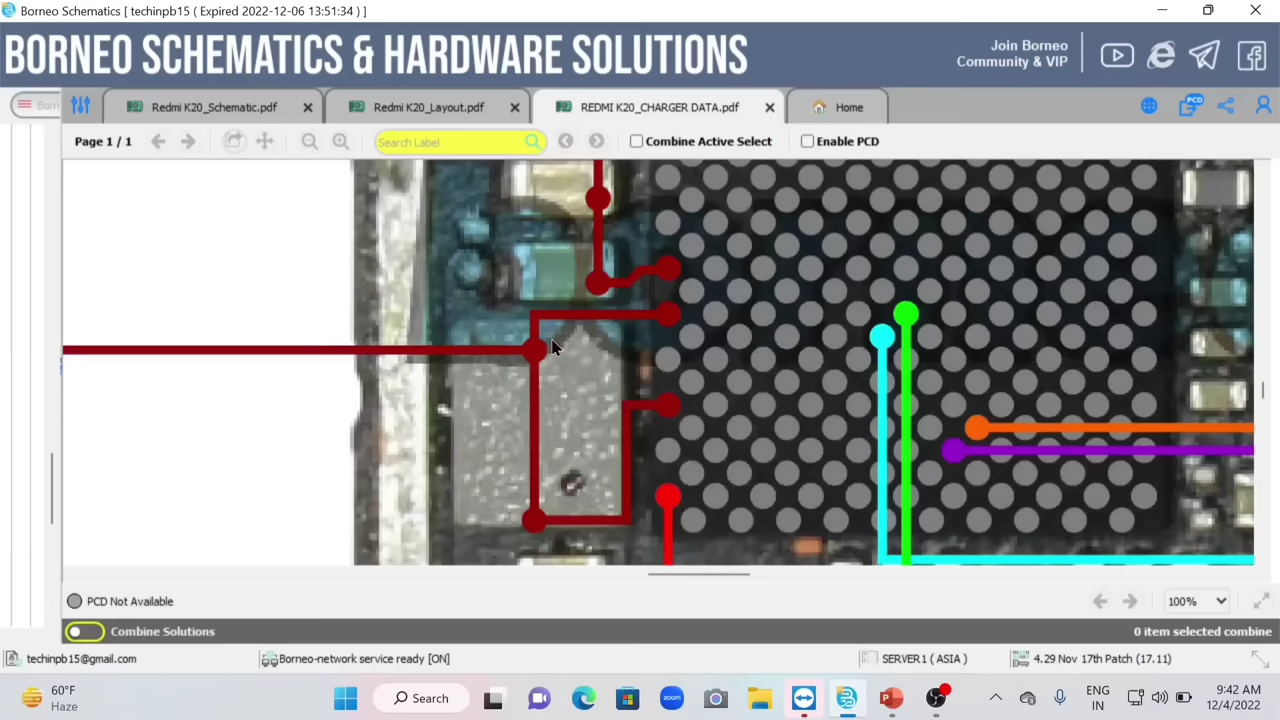 Borneo Schematics [ techinpb15 ( Expired 2022-12-06 13:51:34 ) ]
BORNEO SCHEMATICS & HARDWARE SOLUTIONS
Join Borneo
Community & VIP
Redmi K20_Schematic.pdf
Redmi K20_Layout.pdf
REDMI K20_CHARGER DATA.pdf
Home
PCD
Page 1 / 1
Search Label
Combine Active Select
Enable PCD
PCD Not Available
100%
Combine Solutions
0 item selected combine
techinpb15@gmail.com
Borneo-network service ready [ON]
SERVER1 ( ASIA )
4.29 Nov 17th Patch (17.11)
60°F
Haze
Search
zoom
ENG
IN
9:42 AM
12/4/2022